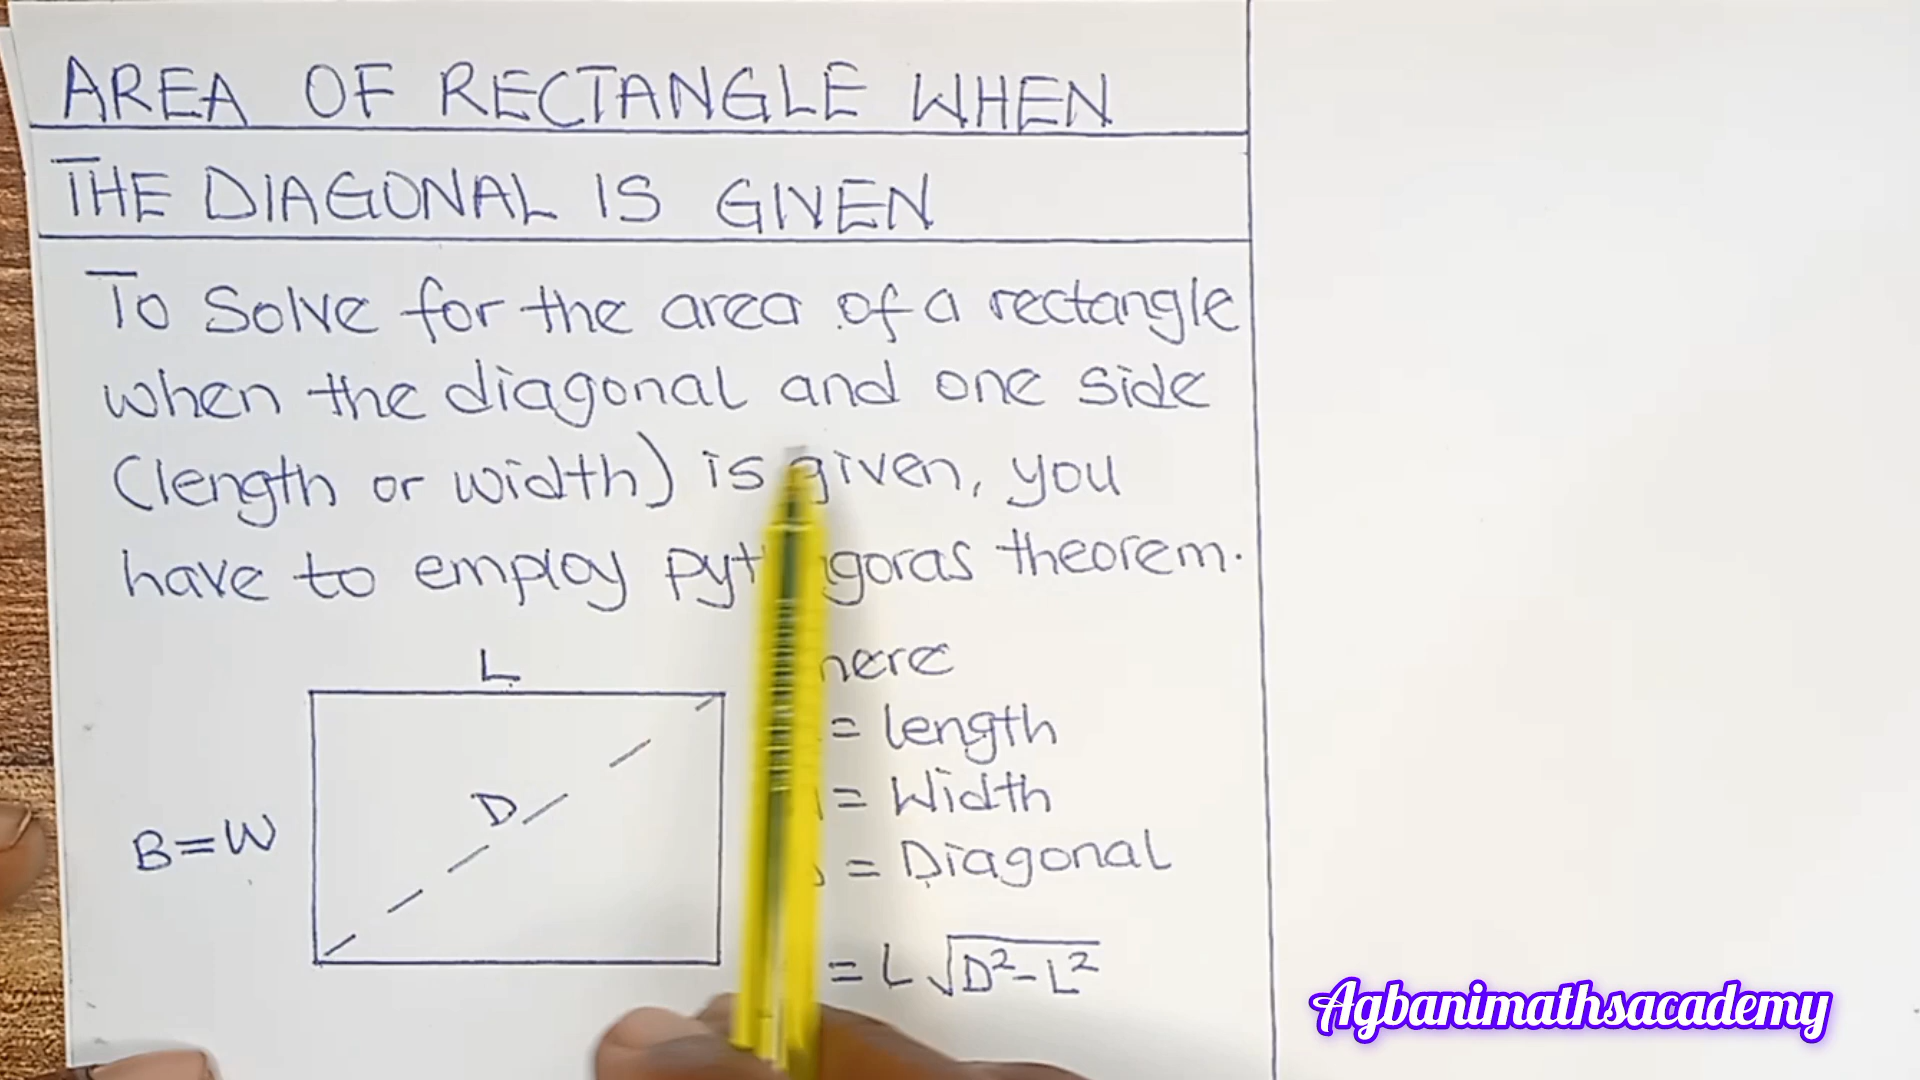 AREA OF RECTANGLE WHEN
THE DIAGONAL IS GIVEN
To Solve for the area of a rectangle
when the diagonal and one side
(length or width) is given, you
have to employ theorem.
L
= length
= Width
D
B=W
= Diagonal
= L√D²-L²
Agbanimathsacademy